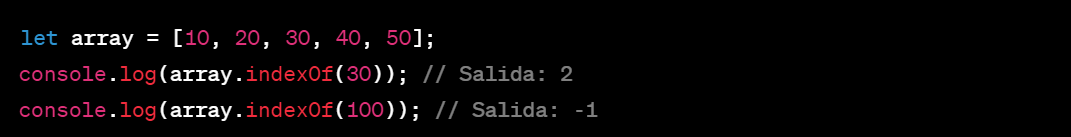 let array = [10, 20, 30, 40, 50];
console.log(array.indexOf(30)); // Salida: 2
console.log(array.indexOf(100)); // Salida: -1